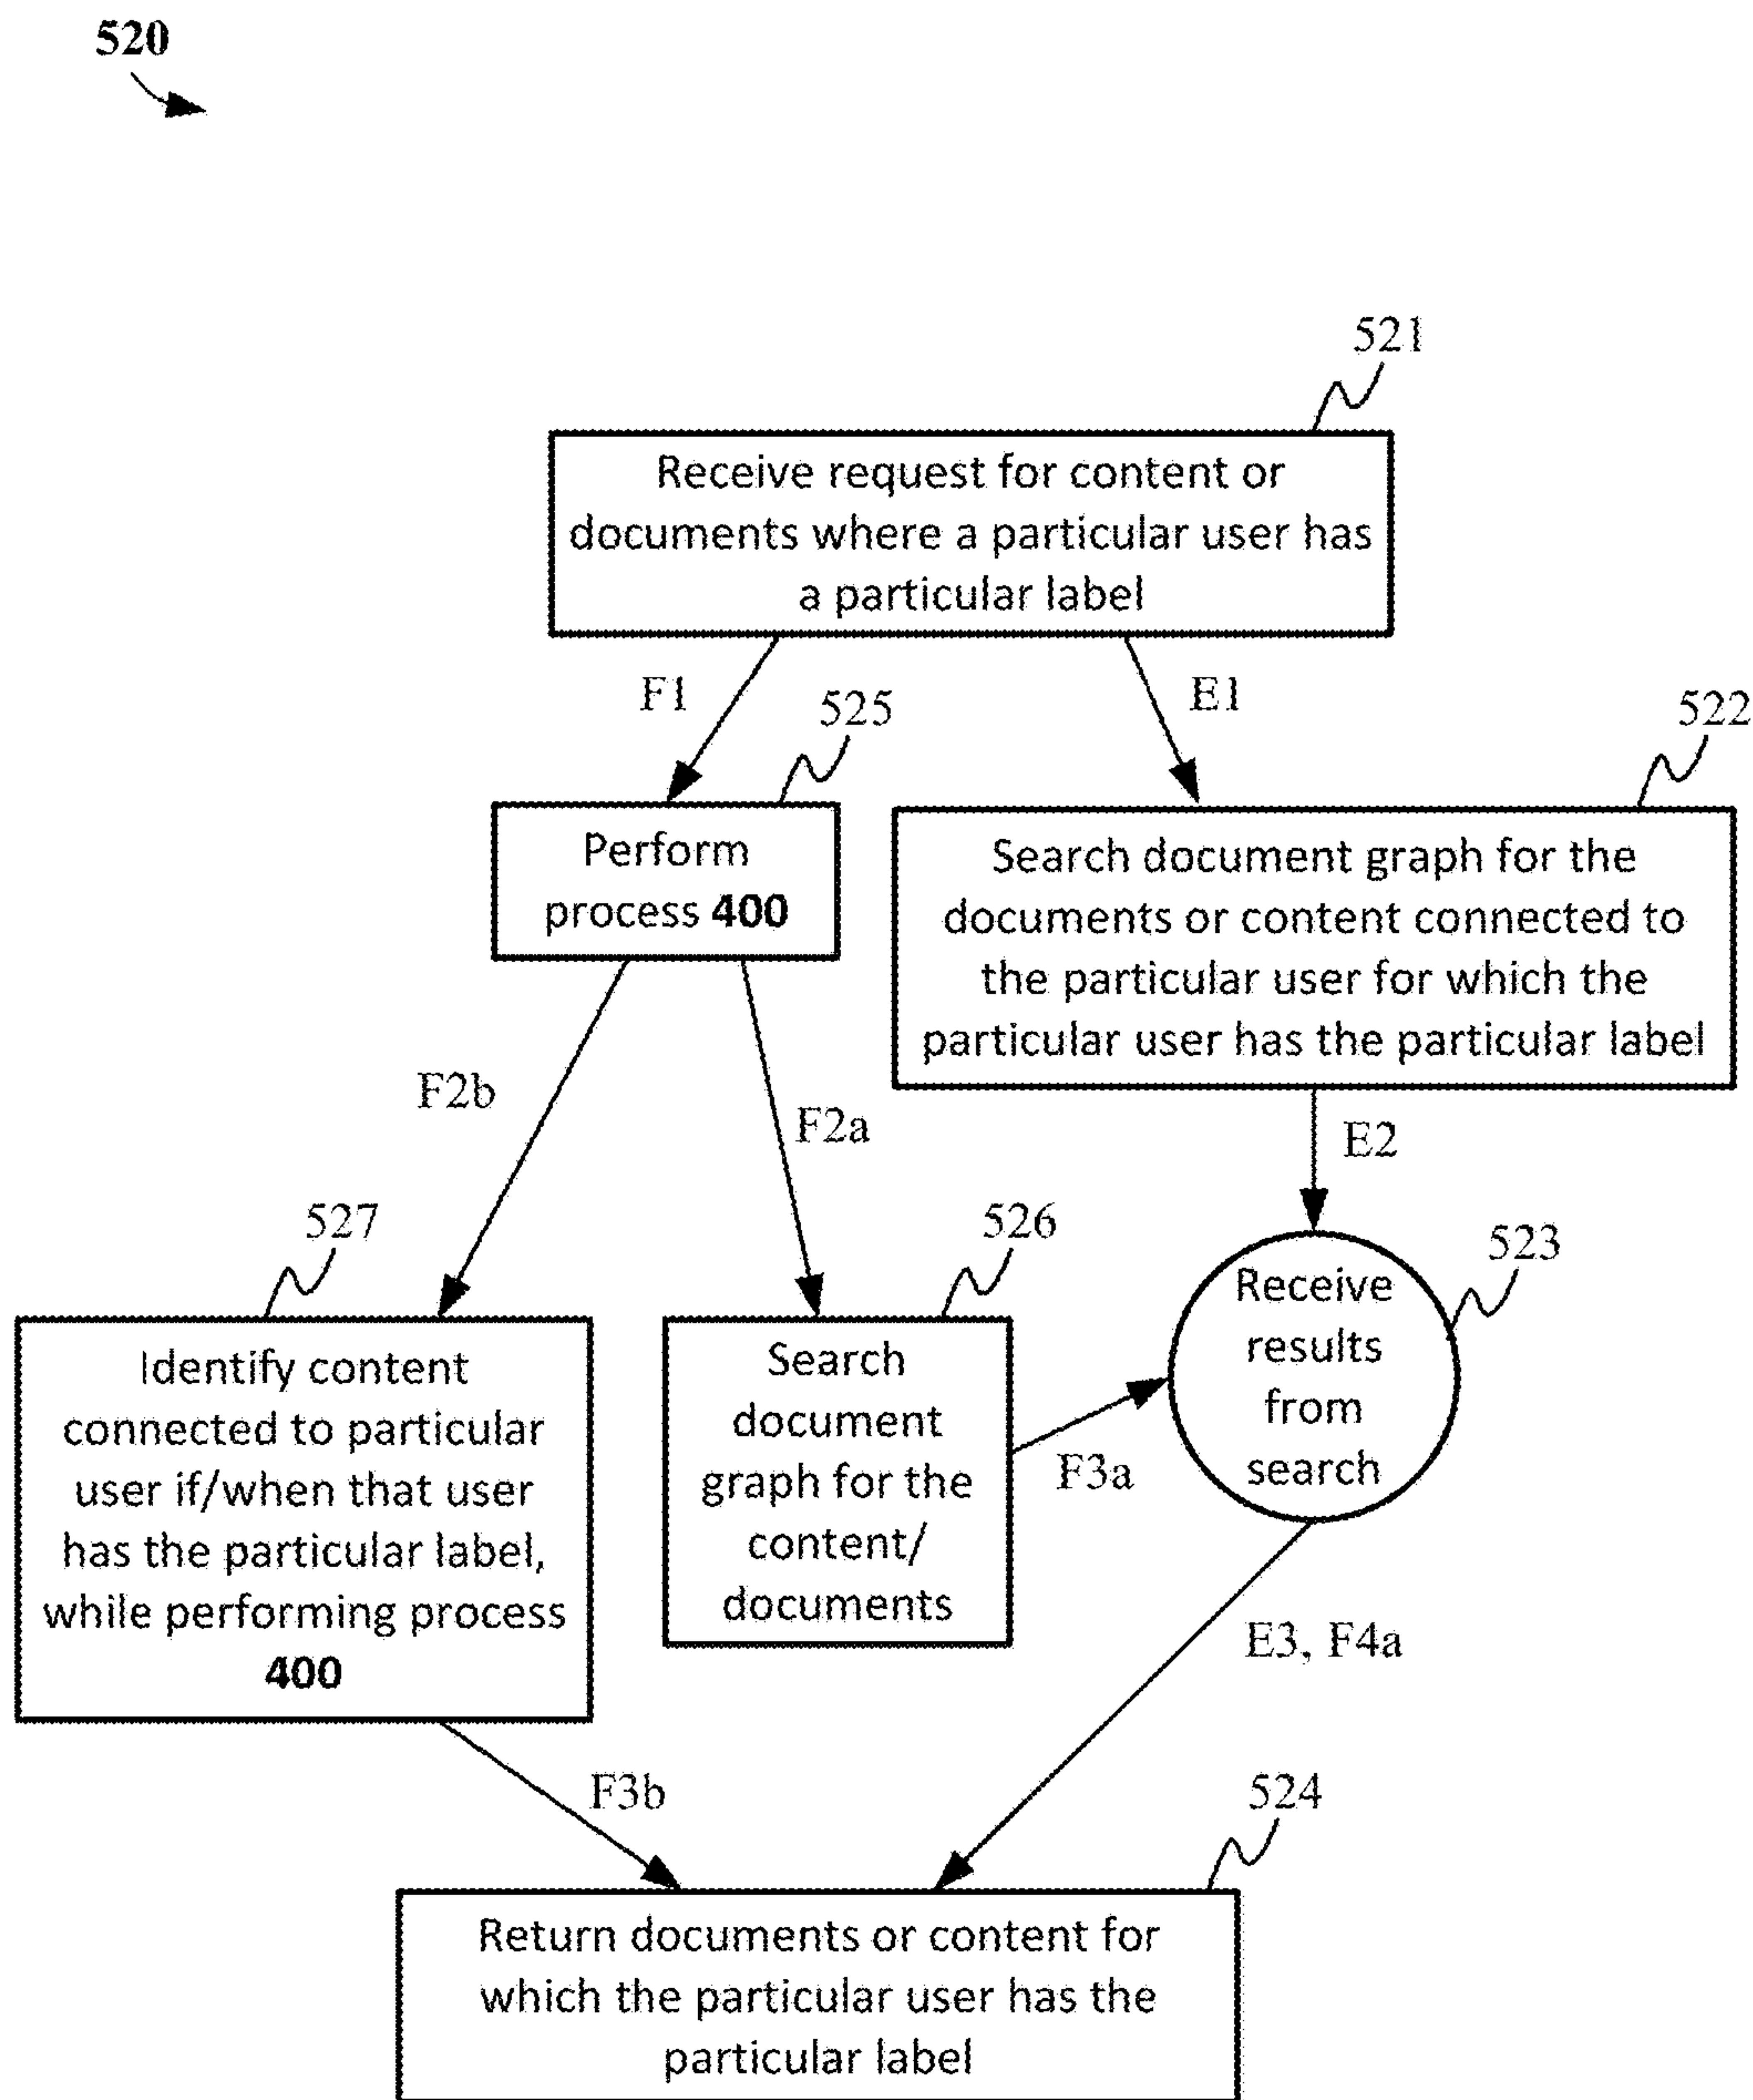 520
521
Receive request for content or
documents where a particular user has
a particular label
F1
E1
525
522
Perform
process 400
Search document graph for the
documents or content connected to
the particular user for which the
particular user has the particular label
F2b
F2a
E2
527
526
523
Identify content
connected to particular
user if/when that user
has the particular label,
while performing process
400
Search
document
graph for the
content/
documents
Receive
results
from
search
F3a
E3, F4a
F3b
524
Return documents or content for
which the particular user has the
particular label